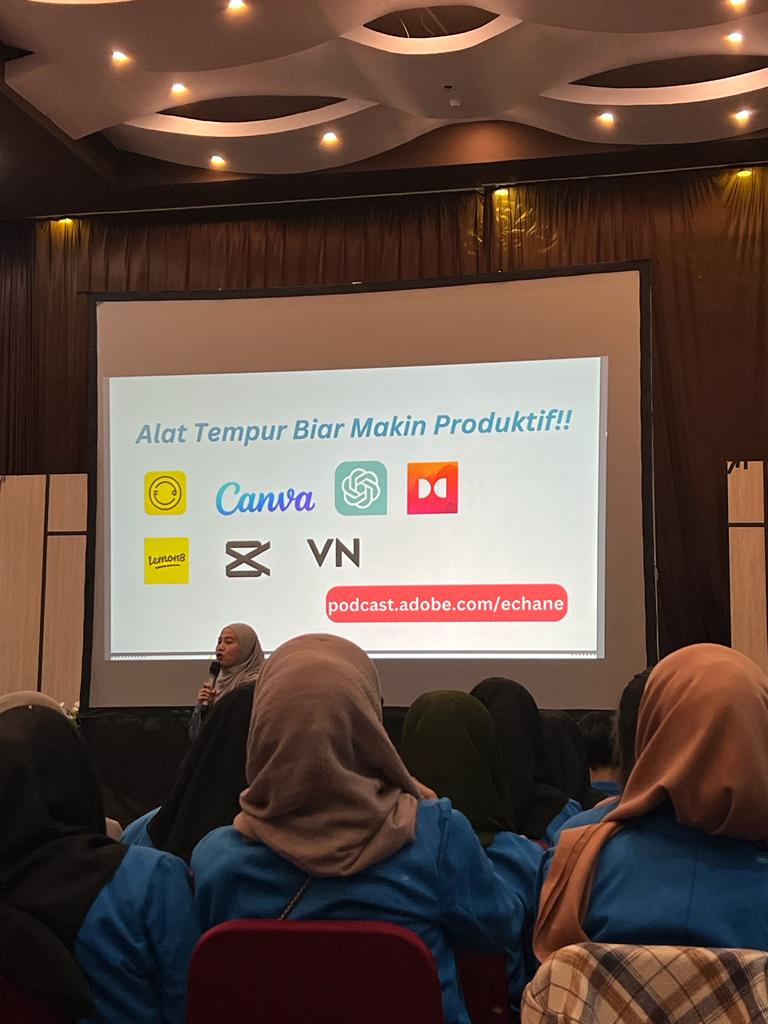 Alat Tempur Biar Makin Produktif!!
Canva
Lemon8
VN
podcast.adobe.com/echane